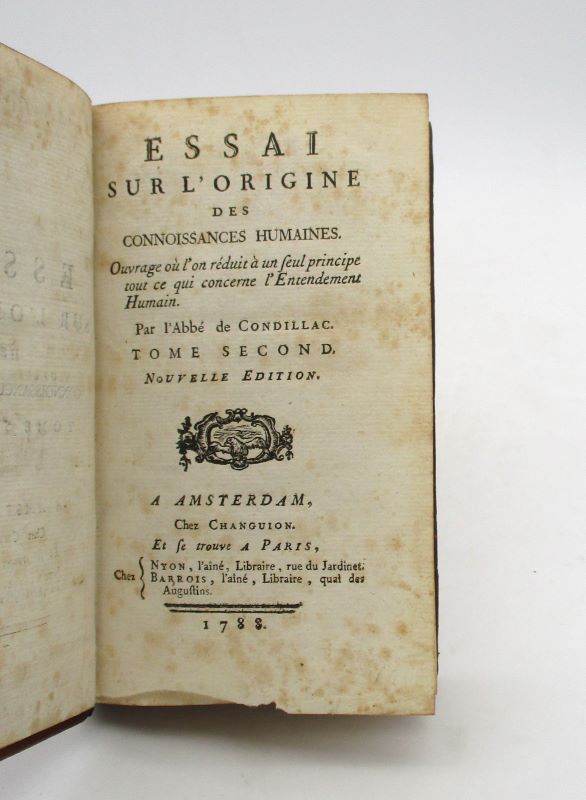 ESSAI
SUR L'ORIGINE
DES
CONNOISSANCES HUMAINES.
Ouvrage où l'on réduit à un ſeul principe
tout ce qui concerne l'Entendement
Humain.
Par l'Abbé de CONDILLAC.
TOME SECOND.
NOUVELLE EDITION.
A AMSTERDAM,
Chez CHANGUION.
Et ſe trouve A PARIS,
Chez { NYON, l'aîné, Libraire, rue du Jardinet.
BARROIS, l'aîné, Libraire, quai des
Auguſtins.
1788.